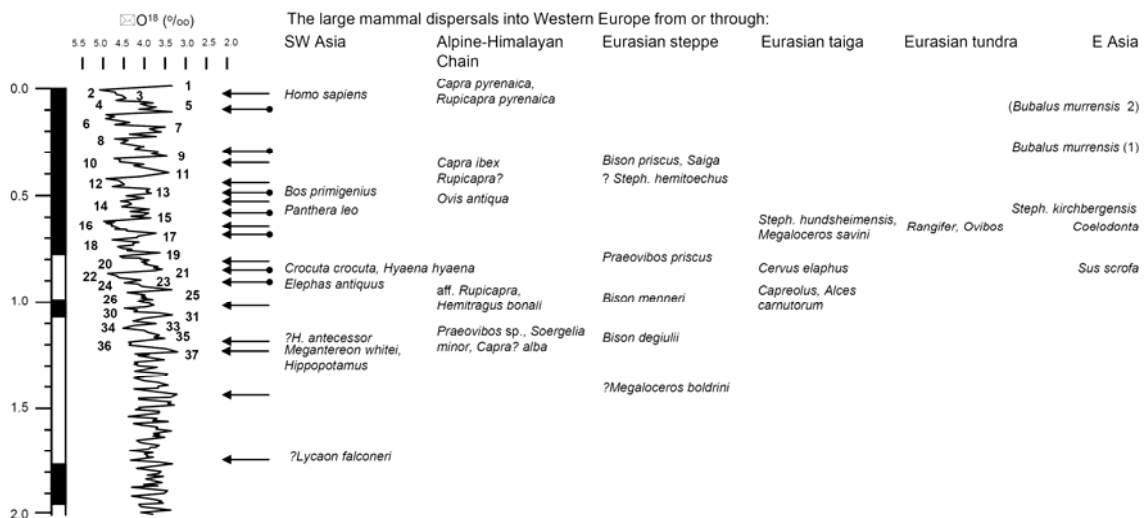 ✉O¹⁸ (º/oo) The large mammal dispersals into Western Europe from or through:
5.5 5.0 4.5 4.0 3.5 3.0 2.5 2.0 SW Asia Alpine-Himalayan Eurasian steppe Eurasian taiga Eurasian tundra E Asia
Chain
0.0 1 Capra pyrenaica,
2 3 Homo sapiens Rupicapra pyrenaica
4 5 (Bubalus murrensis 2)
6 7
8 Bubalus murrensis (1)
9
10 Capra ibex Bison priscus, Saiga
11 Rupicapra? ? Steph. hemitoechus
12
0.5 13 Bos primigenius
14 Ovis antiqua
15 Panthera leo Steph. kirchbergensis
16 Steph. hundsheimensis, Rangifer, Ovibos Coelodonta
17 Megaloceros savini
18
19 Praeovibos priscus
20
21 Crocuta crocuta, Hyaena hyaena Cervus elaphus Sus scrofa
22
23 Elephas antiquus
24 aff. Rupicapra, Capreolus, Alces
1.0 26 25 Hemitragus bonali Bison menneri carnutorum
30 31
34 33 Praeovibos sp., Soergelia
35 ?H. antecessor minor, Capra? alba Bison degiulii
36 37 Megantereon whitei,
Hippopotamus
?Megaloceros boldrini
1.5
?Lycaon falconeri
2.0